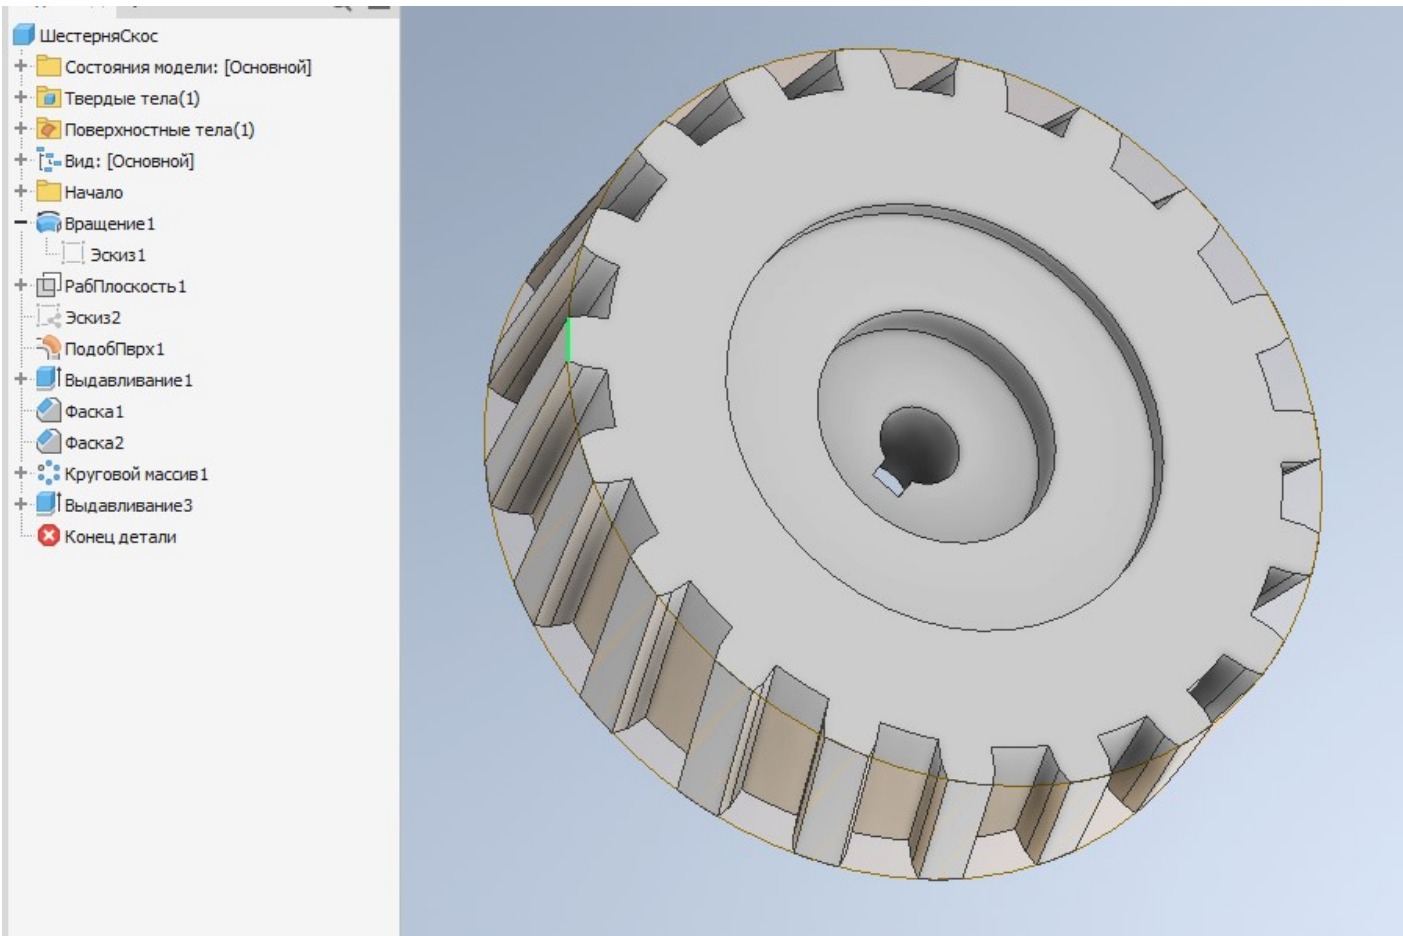 ШестерняСкос
Состояния модели: [Основной]
Твердые тела(1)
Поверхностные тела(1)
Вид: [Основной]
Начало
Вращение1
Эскиз1
РабПлоскость1
Эскиз2
ПодобПврх1
Выдавливание1
Фаска1
Фаска2
Круговой массив1
Выдавливание3
Конец детали